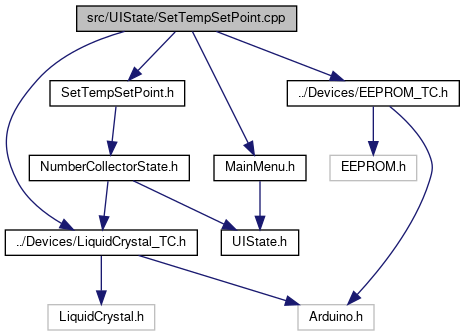 src/UIState/SetTempSetPoint.cpp
SetTempSetPoint.h
../Devices/EEPROM_TC.h
NumberCollectorState.h
MainMenu.h
EEPROM.h
../Devices/LiquidCrystal_TC.h
UIState.h
LiquidCrystal.h
Arduino.h